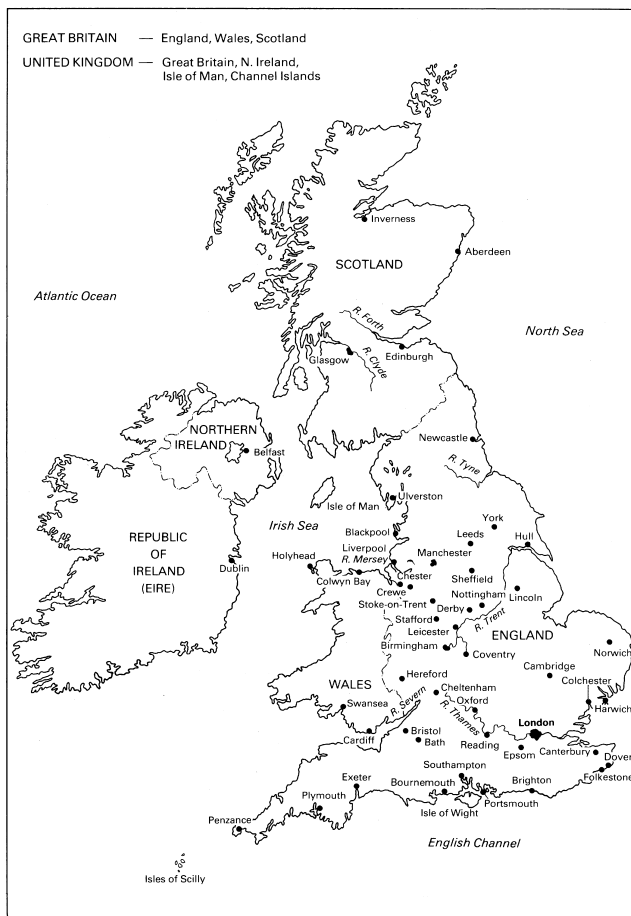 GREAT BRITAIN — England, Wales, Scotland
UNITED KINGDOM — Great Britain, N. Ireland,
Isle of Man, Channel Islands
Inverness
Aberdeen
SCOTLAND
Atlantic Ocean
North Sea
R. Forth
Glasgow
R. Clyde
Edinburgh
NORTHERN
IRELAND
Belfast
Newcastle
R. Tyne
Isle of Man
Ulverston
Irish Sea
REPUBLIC
OF
IRELAND
(EIRE)
Dublin
Blackpool
York
Leeds
Hull
Liverpool
R. Mersey
Manchester
Holyhead
Colwyn Bay
Chester
Sheffield
Crewe
Nottingham
Lincoln
Stoke-on-Trent
Derby
R. Trent
Stafford
Leicester
ENGLAND
Birmingham
Coventry
Norwich
Cambridge
WALES
Hereford
Colchester
Cheltenham
Swansea
R. Severn
Oxford
Harwich
R. Thames
London
Cardiff
Bristol
Reading
Bath
Epsom
Canterbury
Dover
Folkestone
Southampton
Exeter
Bournemouth
Brighton
Plymouth
Portsmouth
Isle of Wight
Penzance
English Channel
Isles of Scilly